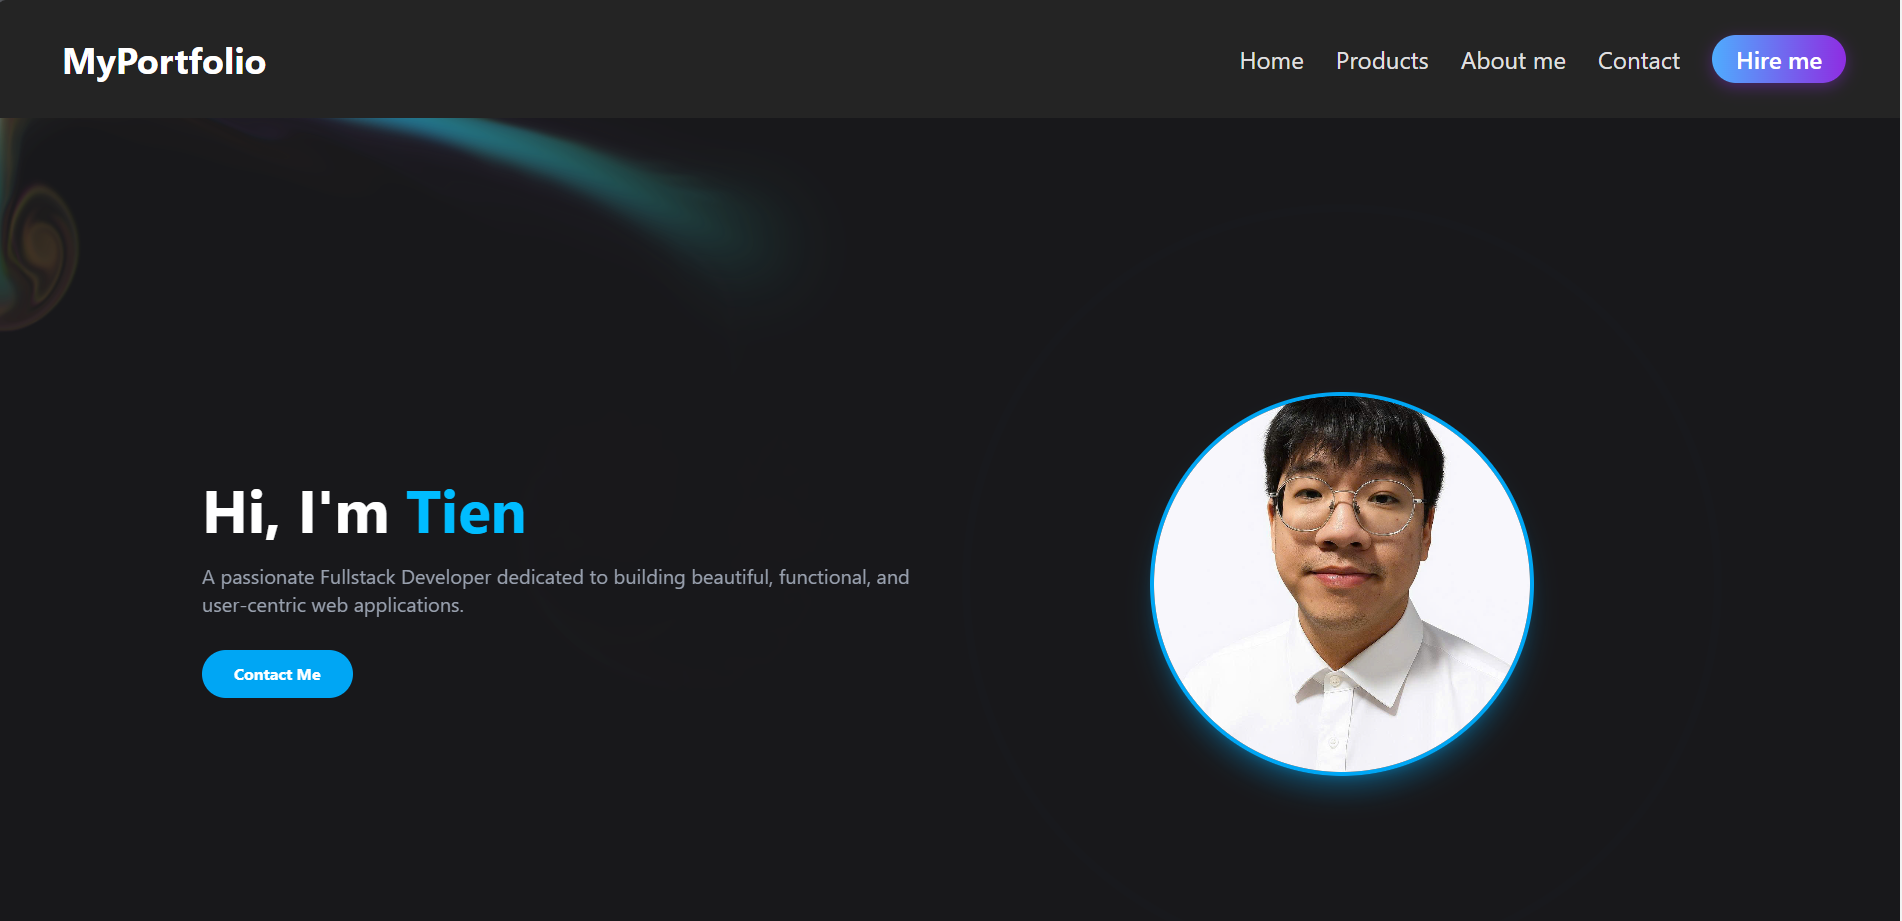 MyPortfolio
Home Products About me Contact Hire me
Hi, I'm Tien
A passionate Fullstack Developer dedicated to building beautiful, functional, and
user-centric web applications.
Contact Me